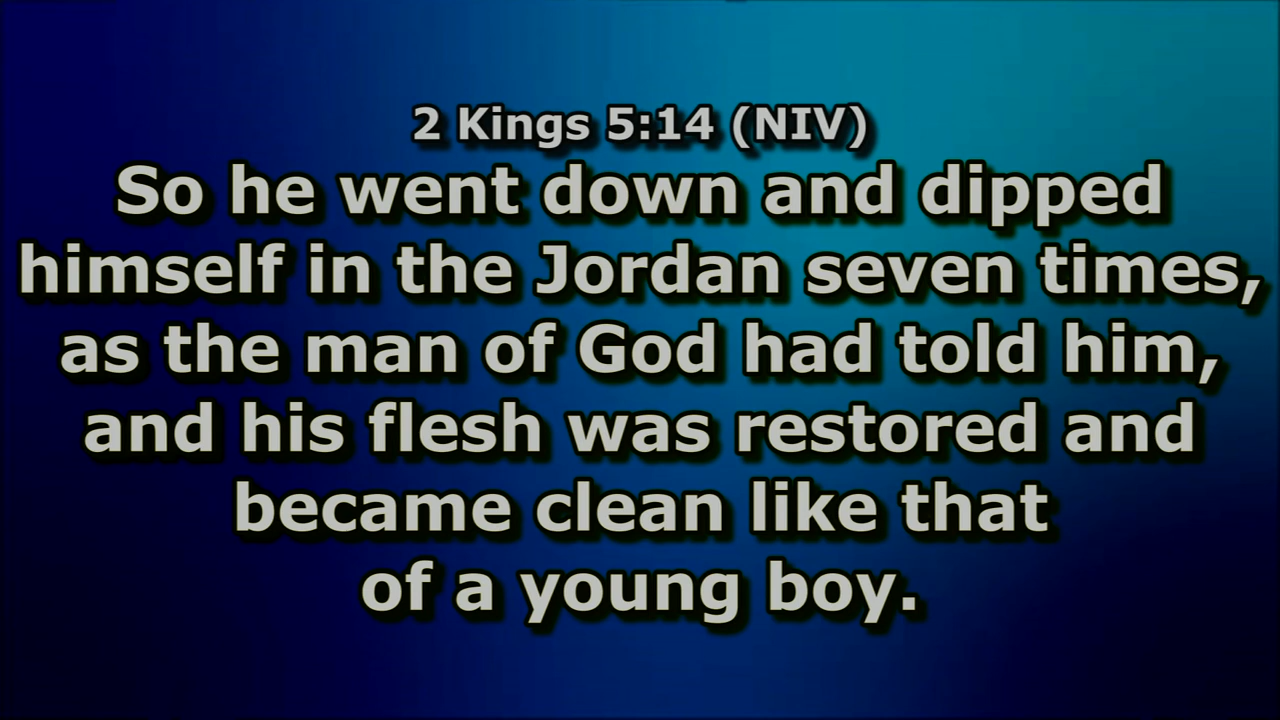 2 Kings 5:14 (NIV)
So he went down and dipped
himself in the Jordan seven times,
as the man of God had told him,
and his flesh was restored and
became clean like that
of a young boy.